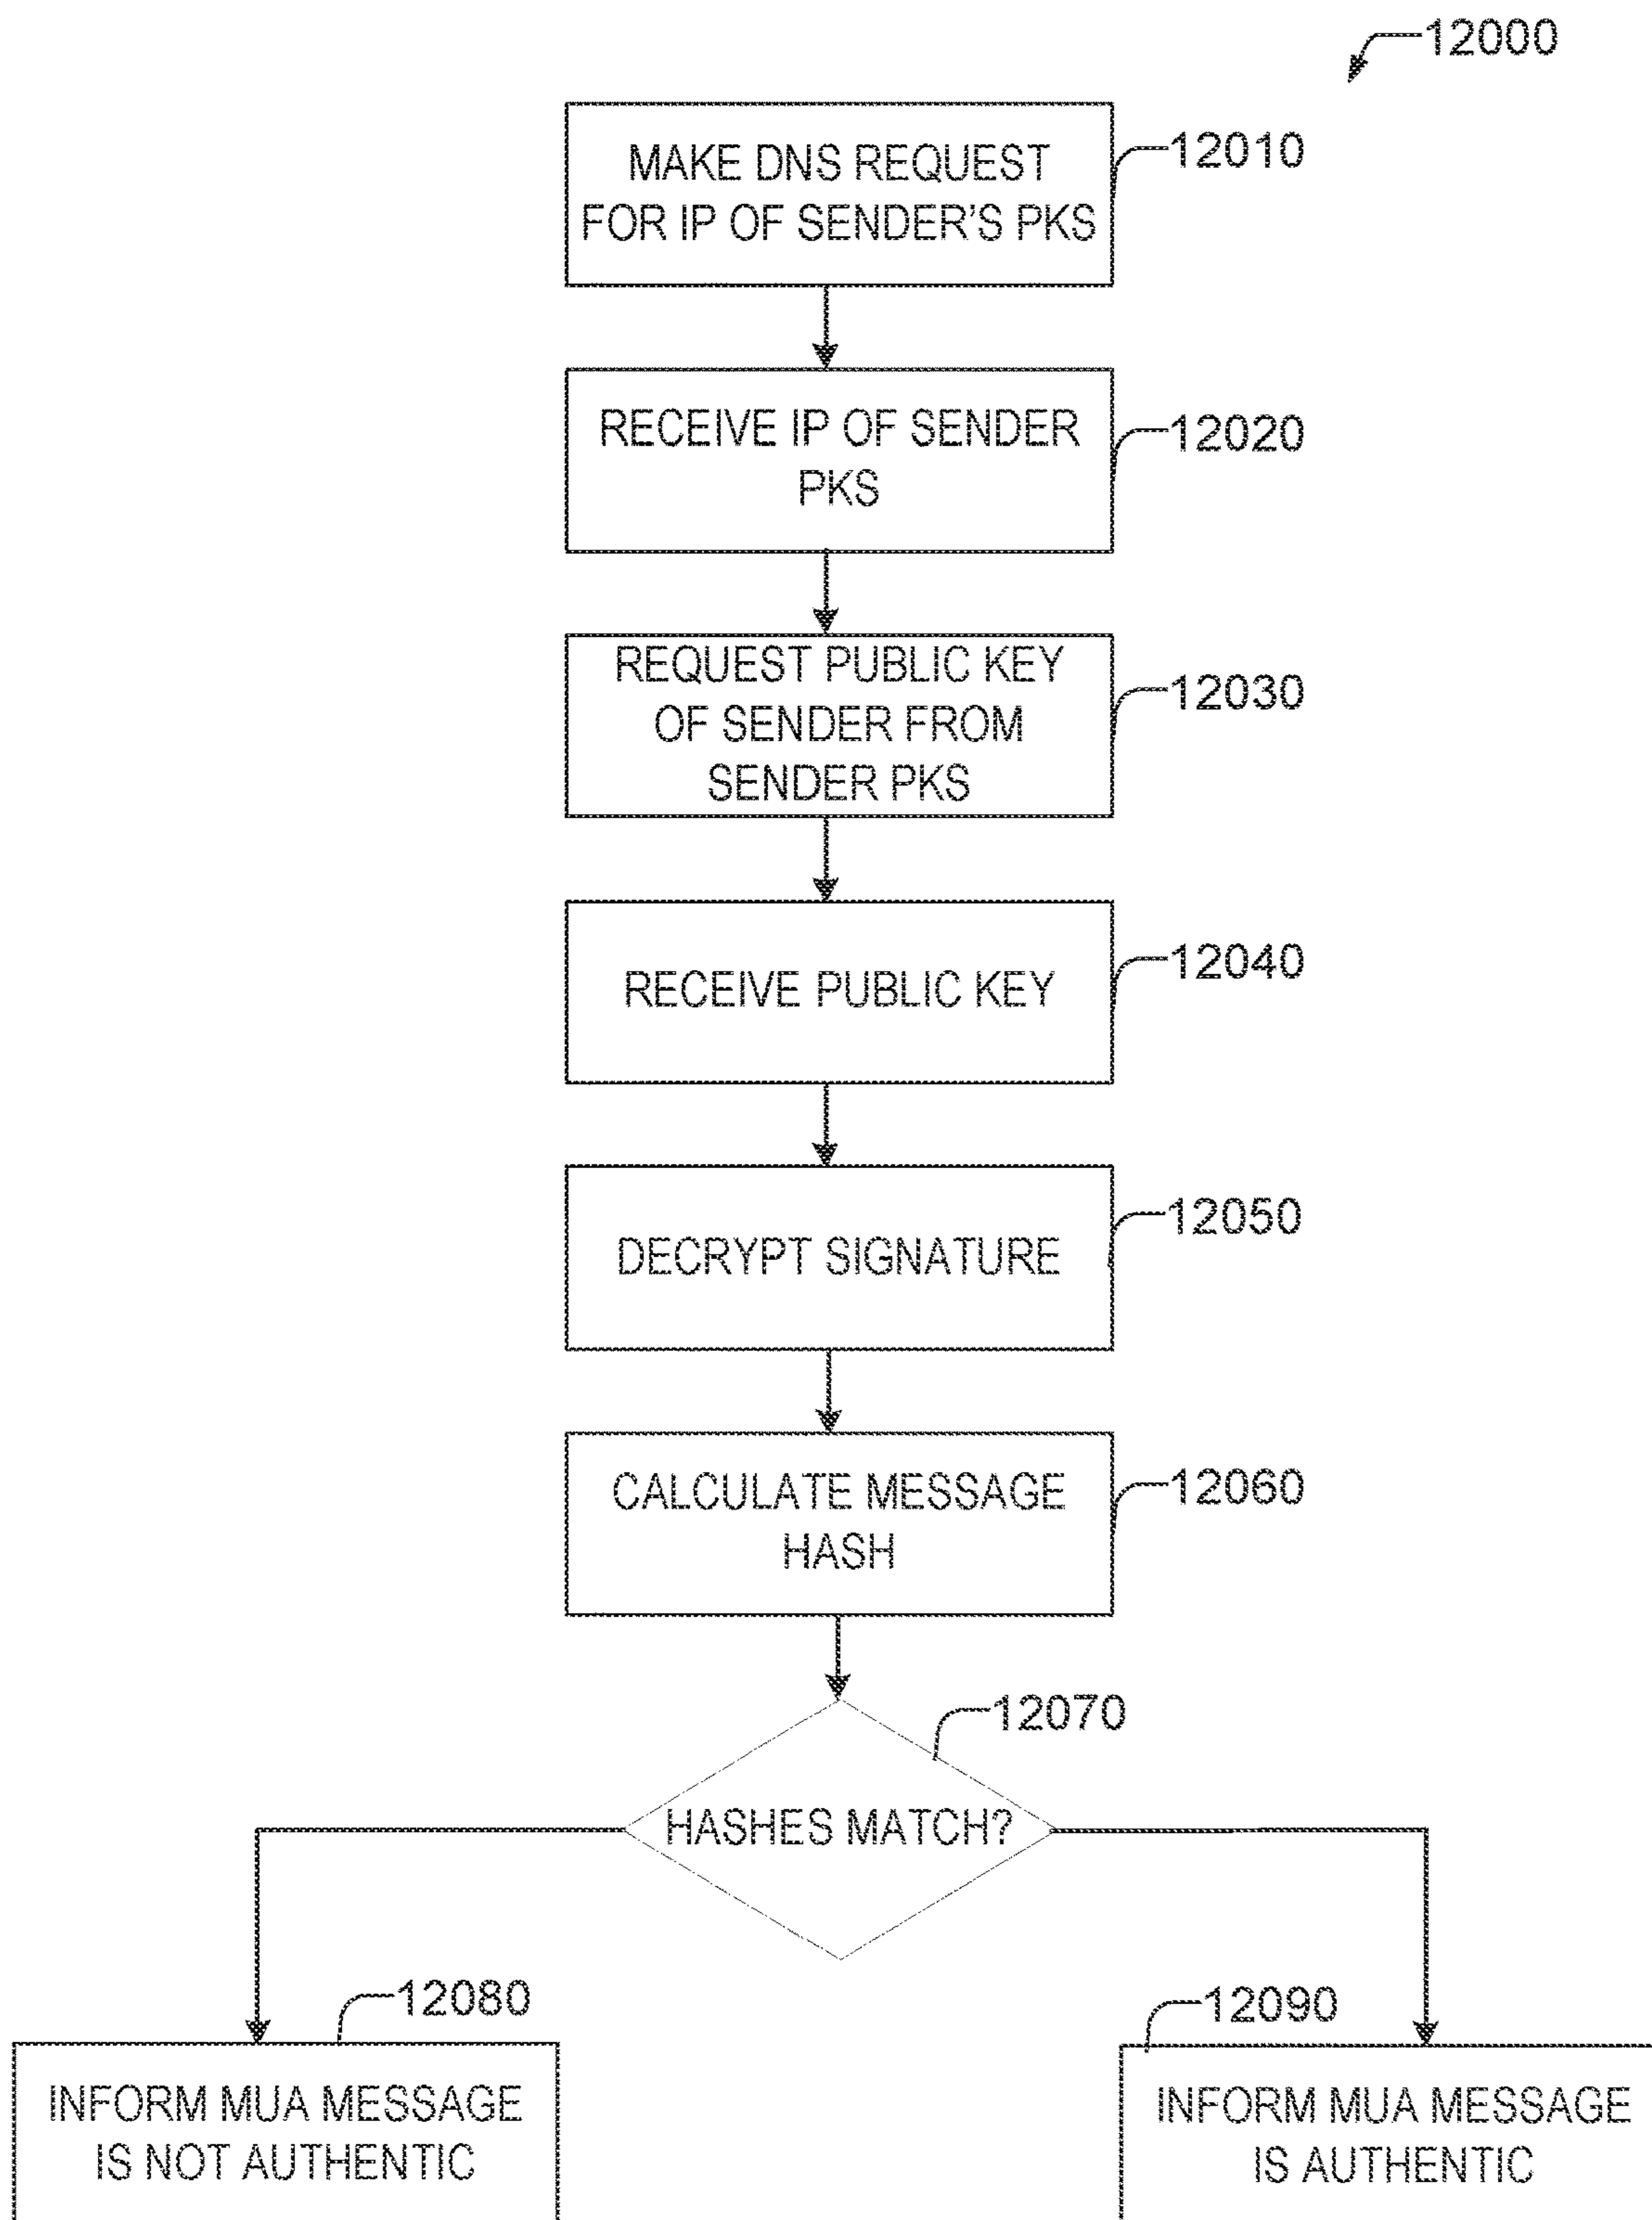 12000
MAKE DNS REQUEST
FOR IP OF SENDER'S PKS
12010
RECEIVE IP OF SENDER
PKS
12020
REQUEST PUBLIC KEY
OF SENDER FROM
SENDER PKS
12030
RECEIVE PUBLIC KEY
12040
DECRYPT SIGNATURE
12050
CALCULATE MESSAGE
HASH
12060
12070
HASHES MATCH?
12080
INFORM MUA MESSAGE
IS NOT AUTHENTIC
12090
INFORM MUA MESSAGE
IS AUTHENTIC